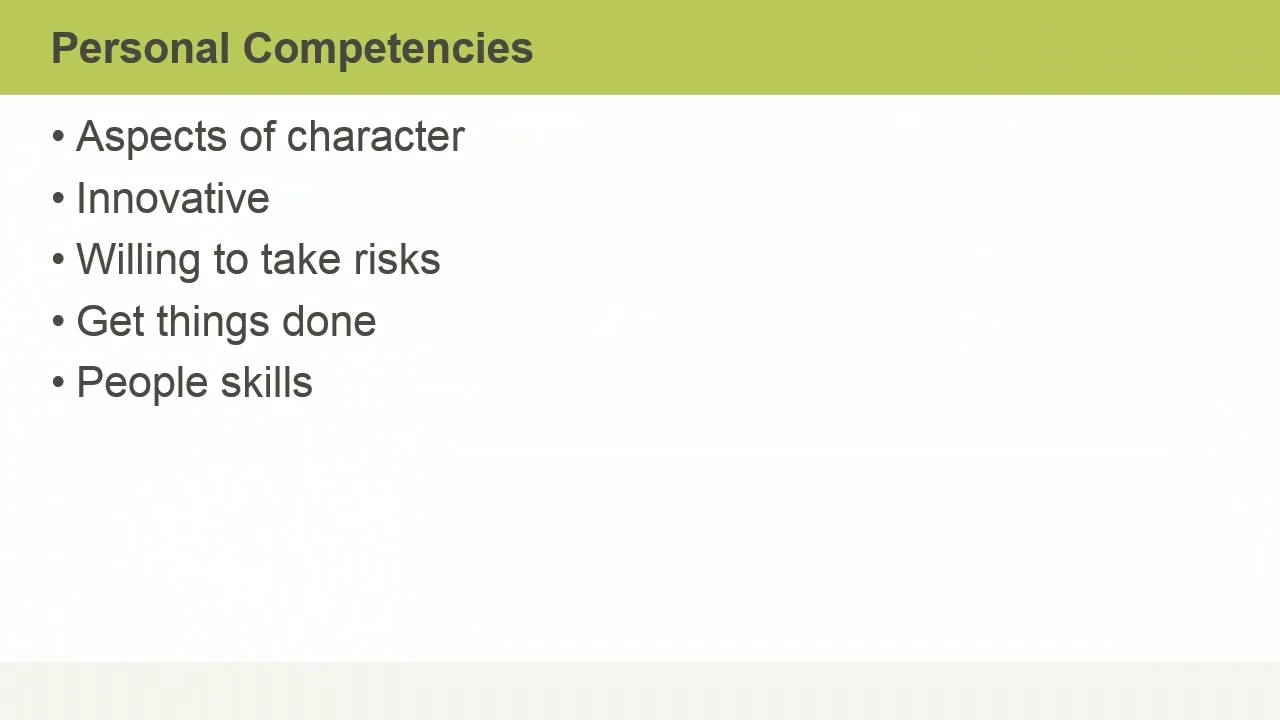 Personal Competencies
• Aspects of character
• Innovative
• Willing to take risks
• Get things done
• People skills